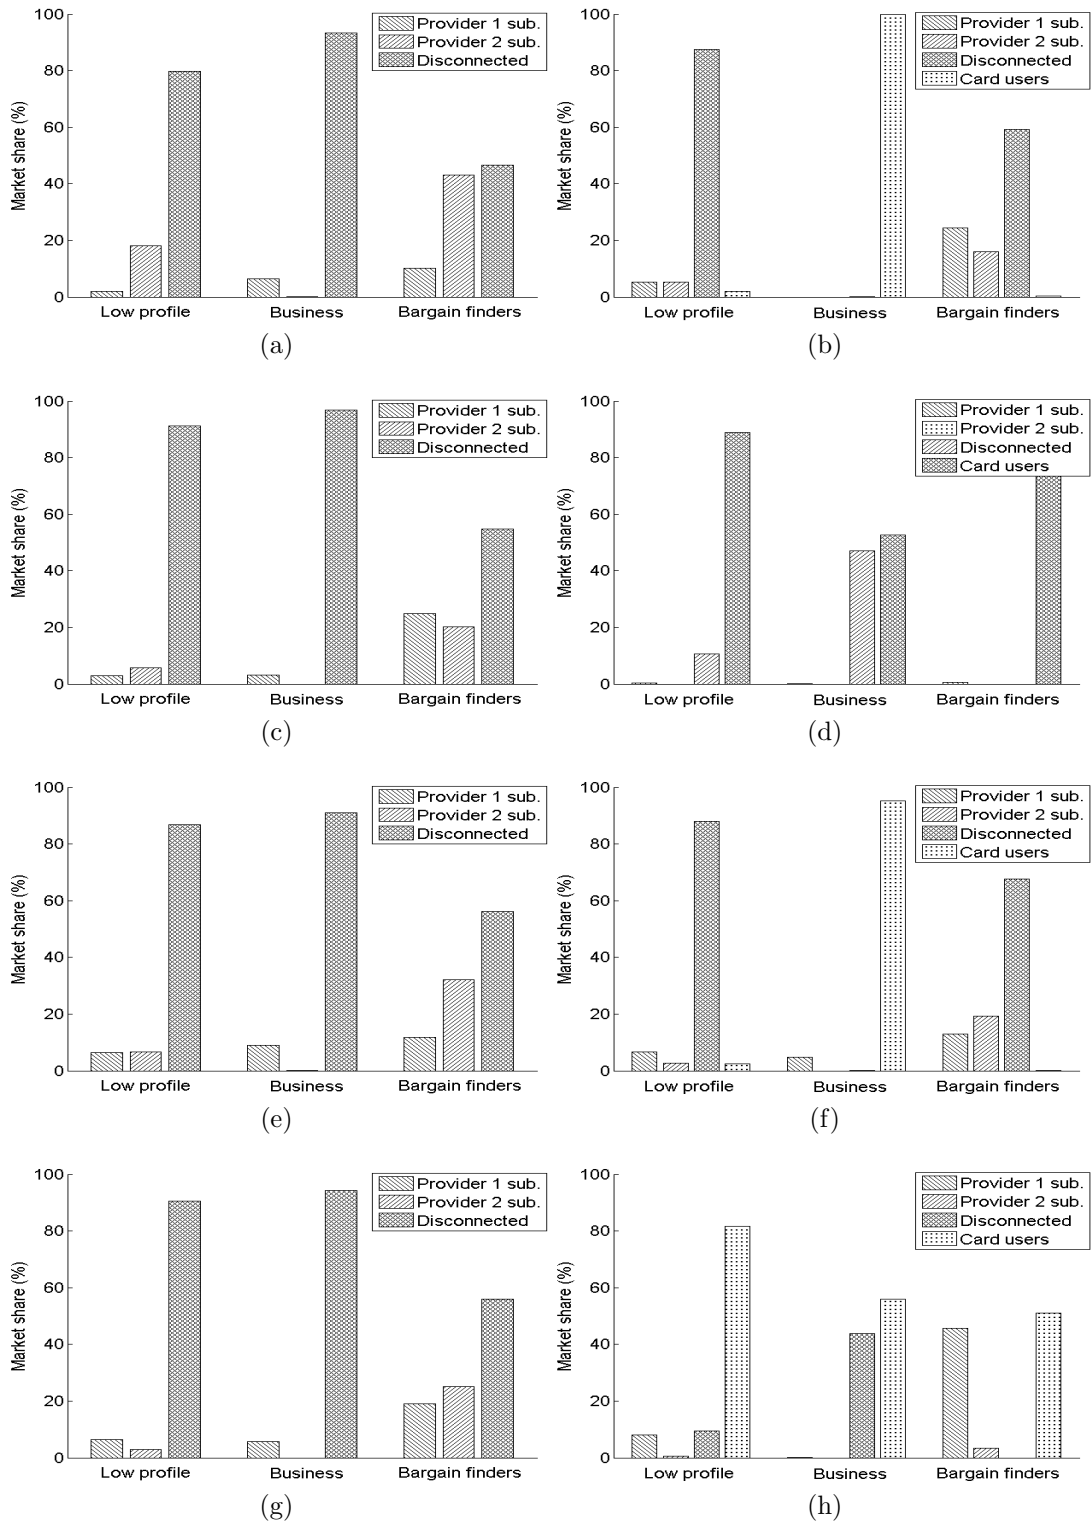 Market share (%)
100
80
60
40
20
0
Low profile
Business
Bargain finders
Provider 1 sub.
Provider 2 sub.
Disconnected
(a)
Market share (%)
100
80
60
40
20
0
Low profile
Business
Bargain finders
Provider 1 sub.
Provider 2 sub.
Disconnected
Card users
(b)
Market share (%)
100
80
60
40
20
0
Low profile
Business
Bargain finders
Provider 1 sub.
Provider 2 sub.
Disconnected
(c)
Market share (%)
100
80
60
40
20
0
Low profile
Business
Bargain finders
Provider 1 sub.
Provider 2 sub.
Disconnected
Card users
(d)
Market share (%)
100
80
60
40
20
0
Low profile
Business
Bargain finders
Provider 1 sub.
Provider 2 sub.
Disconnected
(e)
Market share (%)
100
80
60
40
20
0
Low profile
Business
Bargain finders
Provider 1 sub.
Provider 2 sub.
Disconnected
Card users
(f)
Market share (%)
100
80
60
40
20
0
Low profile
Business
Bargain finders
Provider 1 sub.
Provider 2 sub.
Disconnected
(g)
Market share (%)
100
80
60
40
20
0
Low profile
Business
Bargain finders
Provider 1 sub.
Provider 2 sub.
Disconnected
Card users
(h)